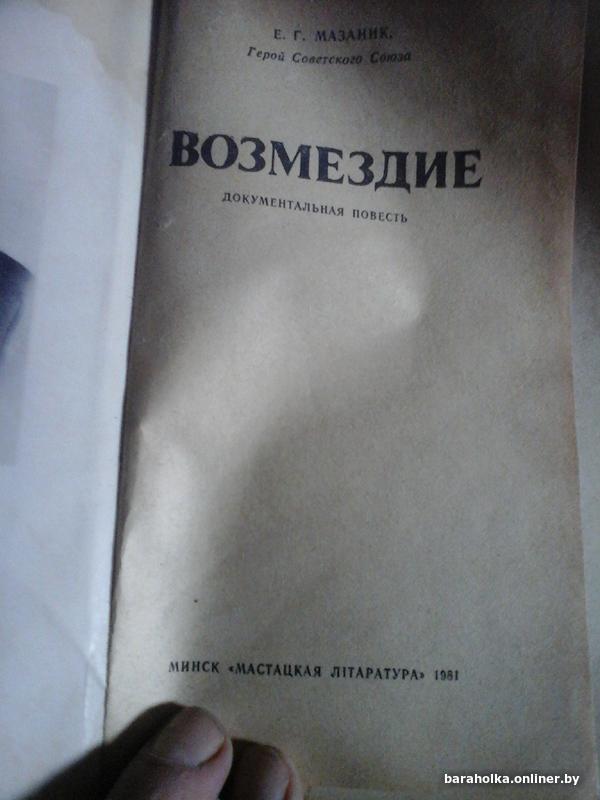 Е. Г. МАЗАНИК,
Герой Советского Союза
ВОЗМЕЗДИЕ
ДОКУМЕНТАЛЬНАЯ ПОВЕСТЬ
МИНСК «МАСТАЦКАЯ ЛІТАРАТУРА» 1981
baraholka.onliner.by